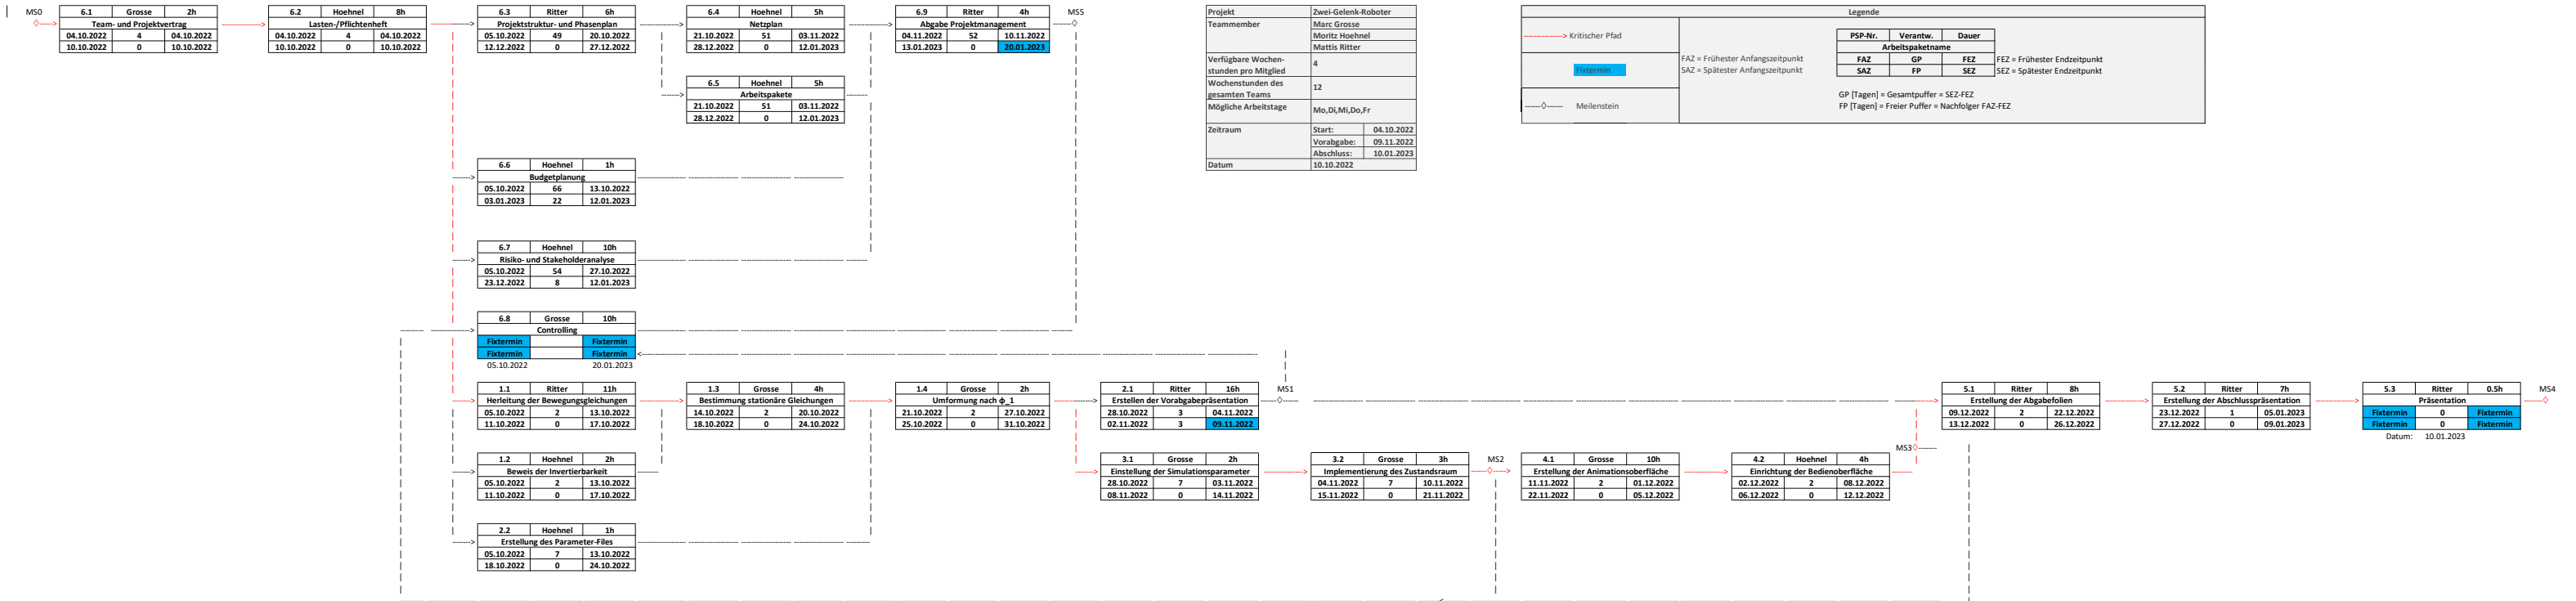 MS0
6.1 Grosse 2h
Team- und Projektvertrag
04.10.2022 4 04.10.2022
10.10.2022 0 10.10.2022
6.2 Hoehnel 8h
Lasten-/Pflichtenheft
04.10.2022 4 04.10.2022
10.10.2022 0 10.10.2022
6.3 Ritter 6h
Projektstruktur- und Phasenplan
05.10.2022 49 20.10.2022
12.12.2022 0 27.12.2022
6.4 Hoehnel 5h
Netzplan
21.10.2022 51 03.11.2022
28.12.2022 0 12.01.2023
6.9 Ritter 4h
Abgabe Projektmanagement
04.11.2022 52 10.11.2022
13.01.2023 0 20.01.2023
MS5
6.5 Hoehnel 5h
Arbeitspakete
21.10.2022 51 03.11.2022
28.12.2022 0 12.01.2023
Projekt Zwei-Gelenk-Roboter
Teammember Marc Grosse
Moritz Hoehnel
Mattis Ritter
Verfügbare Wochen-
stunden pro Mitglied 4
Wochenstunden des
gesamten Teams 12
Mögliche Arbeitstage Mo,Di,Mi,Do,Fr
Zeitraum Start: 04.10.2022
Vorabgabe: 09.11.2022
Abschluss: 10.01.2023
Datum 10.10.2022
Legende
Kritischer Pfad
Fixtermin
Meilenstein
FAZ = Frühester Anfangszeitpunkt
SAZ = Spätester Anfangszeitpunkt
PSP-Nr. Verantw. Dauer
Arbeitspaketname
FAZ GP FEZ
SAZ FP SEZ
FEZ = Frühester Endzeitpunkt
SEZ = Spätester Endzeitpunkt
GP [Tagen] = Gesamtpuffer = SEZ-FEZ
FP [Tagen] = Freier Puffer = Nachfolger FAZ-FEZ
6.6 Hoehnel 1h
Budgetplanung
05.10.2022 66 13.10.2022
03.01.2023 22 12.01.2023
6.7 Hoehnel 10h
Risiko- und Stakeholderanalyse
05.10.2022 54 27.10.2022
23.12.2022 8 12.01.2023
6.8 Grosse 10h
Controlling
Fixtermin Fixtermin
Fixtermin Fixtermin
05.10.2022 20.01.2023
1.1 Ritter 11h
Herleitung der Bewegungsgleichungen
05.10.2022 2 13.10.2022
11.10.2022 0 17.10.2022
1.3 Grosse 4h
Bestimmung stationäre Gleichungen
14.10.2022 2 20.10.2022
18.10.2022 0 24.10.2022
1.4 Grosse 2h
Umformung nach ϕ_1
21.10.2022 2 27.10.2022
25.10.2022 0 31.10.2022
2.1 Ritter 16h
Erstellen der Vorabgabepräsentation
28.10.2022 3 04.11.2022
02.11.2022 3 09.11.2022
MS1
5.1 Ritter 8h
Erstellung der Abgabefolien
09.12.2022 2 22.12.2022
13.12.2022 0 26.12.2022
5.2 Ritter 7h
Erstellung der Abschlusspräsentation
23.12.2022 1 05.01.2023
27.12.2022 0 09.01.2023
5.3 Ritter 0.5h
Präsentation
Fixtermin 0 Fixtermin
Fixtermin 0 Fixtermin
Datum: 10.01.2023
MS4
1.2 Hoehnel 2h
Beweis der Invertierbarkeit
05.10.2022 2 13.10.2022
11.10.2022 0 17.10.2022
3.1 Grosse 2h
Einstellung der Simulationsparameter
28.10.2022 7 03.11.2022
08.11.2022 0 14.11.2022
3.2 Grosse 3h
Implementierung des Zustandsraum
04.11.2022 7 10.11.2022
15.11.2022 0 21.11.2022
MS2
4.1 Grosse 10h
Erstellung der Animationsoberfläche
11.11.2022 2 01.12.2022
22.11.2022 0 05.12.2022
4.2 Hoehnel 4h
Einrichtung der Bedienoberfläche
02.12.2022 2 08.12.2022
06.12.2022 0 12.12.2022
MS3
2.2 Hoehnel 1h
Erstellung des Parameter-Files
05.10.2022 7 13.10.2022
18.10.2022 0 24.10.2022